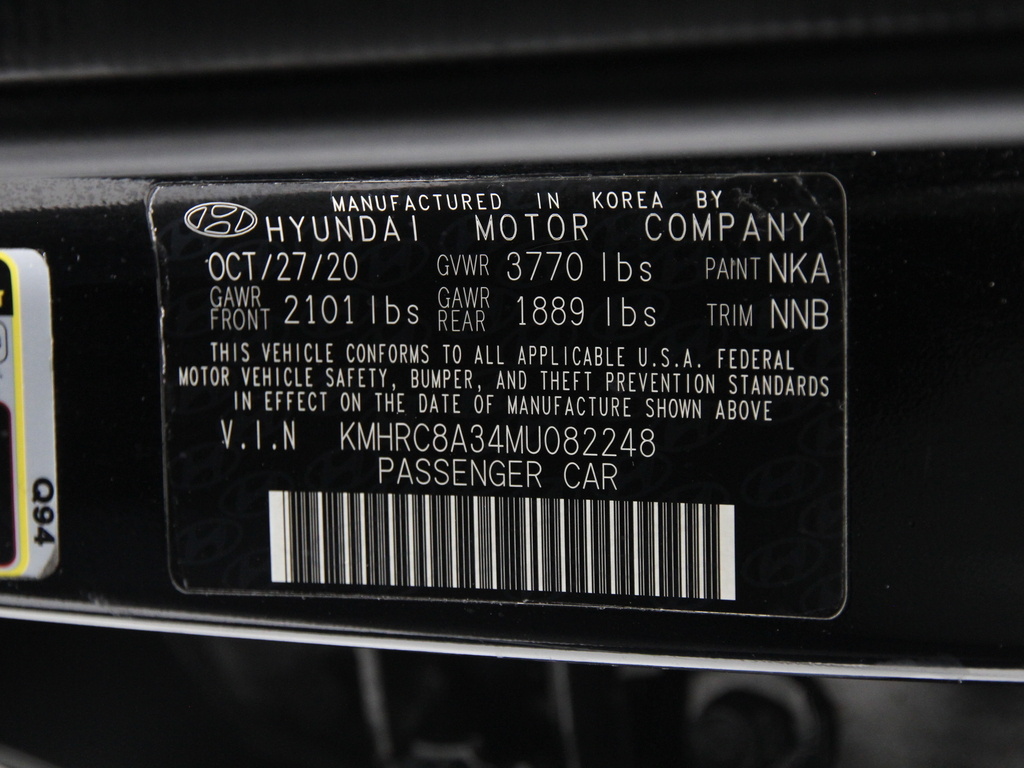 MANUFACTURED IN KOREA BY
HYUNDAI MOTOR COMPANY
OCT/27/20 GVWR 3770 lbs PAINT NKA
GAWR FRONT 2101 lbs GAWR REAR 1889 lbs TRIM NNB
THIS VEHICLE CONFORMS TO ALL APPLICABLE U.S.A. FEDERAL
MOTOR VEHICLE SAFETY, BUMPER, AND THEFT PREVENTION STANDARDS
IN EFFECT ON THE DATE OF MANUFACTURE SHOWN ABOVE
V.I.N KMHRC8A34MU082248
PASSENGER CAR
Q94